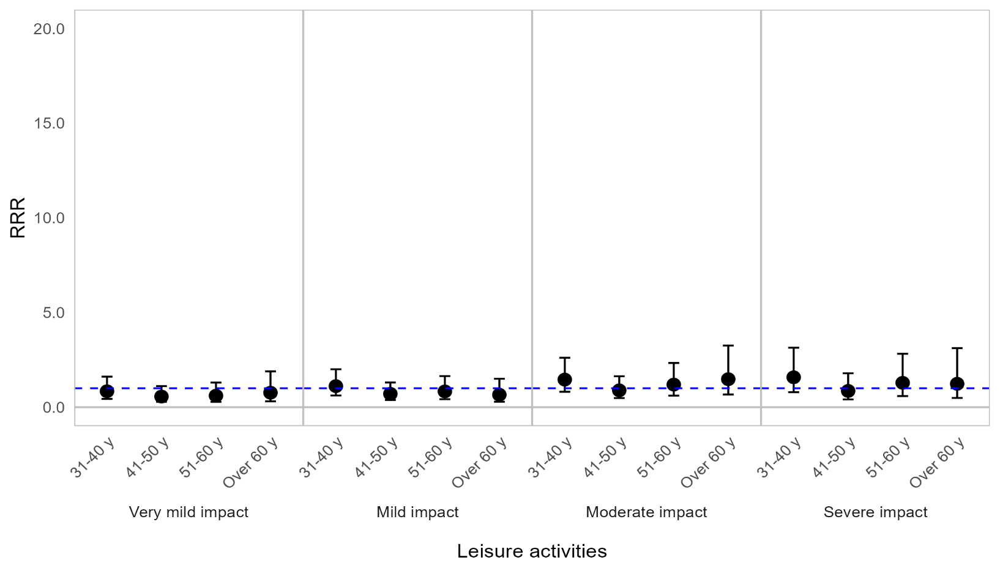 20.0
15.0
10.0
5.0
0.0
RRR
31-40 y 41-50 y 51-60 y Over 60 y 31-40 y 41-50 y 51-60 y Over 60 y 31-40 y 41-50 y 51-60 y Over 60 y 31-40 y 41-50 y 51-60 y Over 60 y
Very mild impact Mild impact Moderate impact Severe impact
Leisure activities